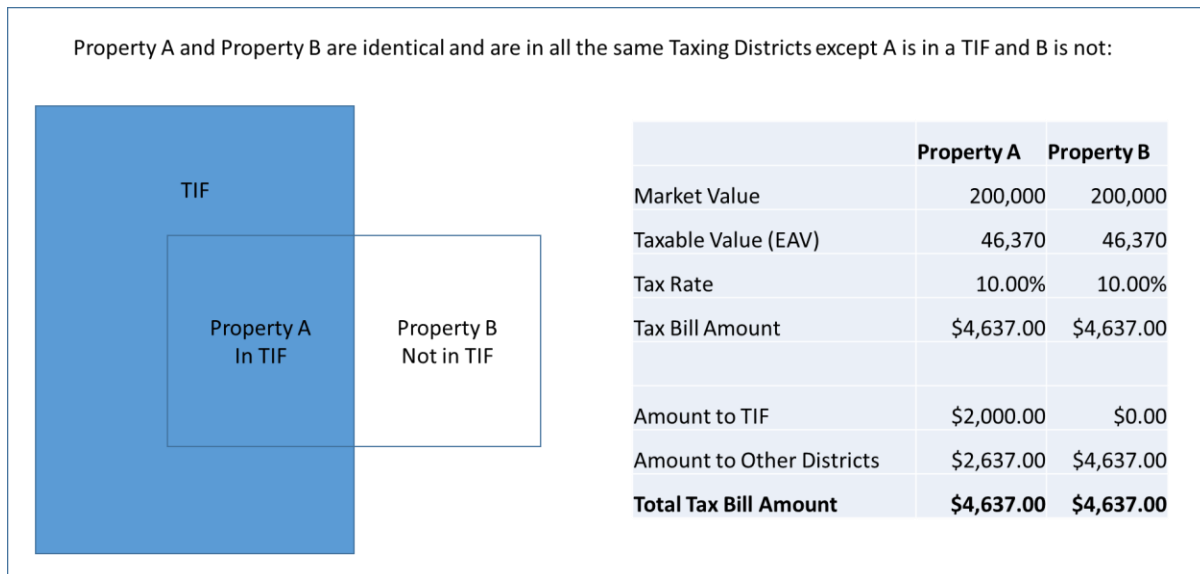 Property A and Property B are identical and are in all the same Taxing Districts except A is in a TIF and B is not:
TIF
Property A
In TIF
Property B
Not in TIF
Property A Property B
Market Value 200,000 200,000
Taxable Value (EAV) 46,370 46,370
Tax Rate 10.00% 10.00%
Tax Bill Amount $4,637.00 $4,637.00
Amount to TIF $2,000.00 $0.00
Amount to Other Districts $2,637.00 $4,637.00
Total Tax Bill Amount $4,637.00 $4,637.00